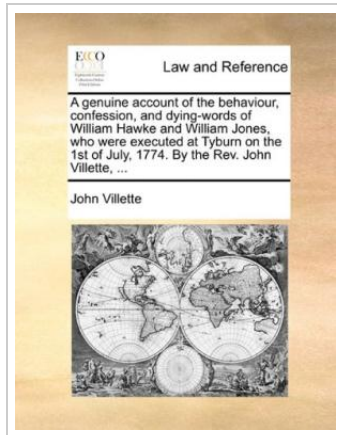 ECCO
Law and Reference
A genuine account of the behaviour,
confession, and dying-words of
William Hawke and William Jones,
who were executed at Tyburn on the
1st of July, 1774. By the Rev. John
Villette, ...
John Villette